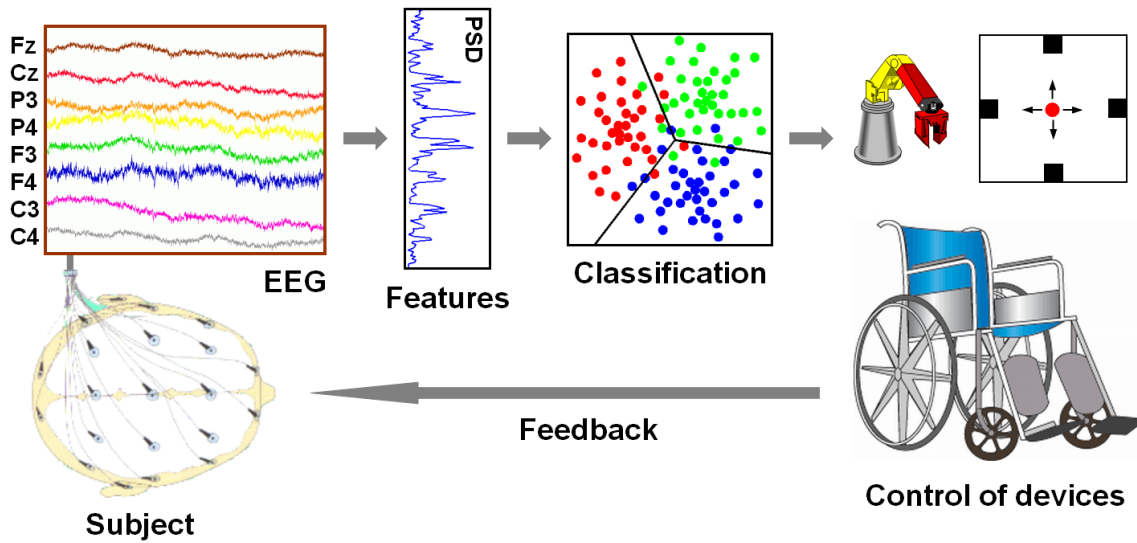 Fz
Cz
P3
P4
F3
F4
C3
C4
EEG
PSD
Features
Classification
Feedback
Subject
Control of devices